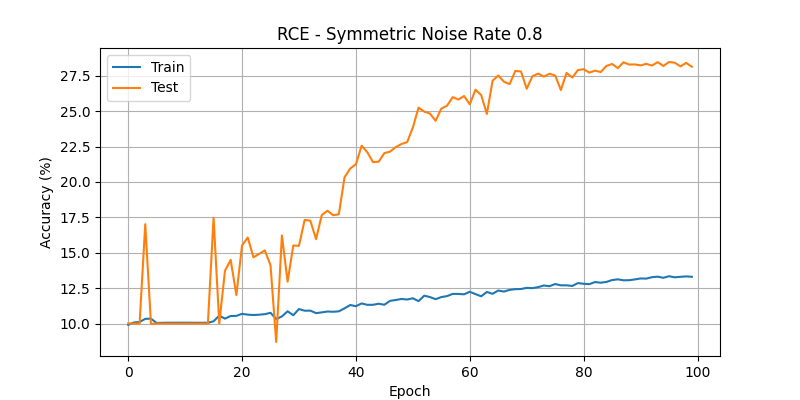 RCE - Symmetric Noise Rate 0.8
Train
Test
Accuracy (%)
27.5
25.0
22.5
20.0
17.5
15.0
12.5
10.0
0 20 40 60 80 100
Epoch